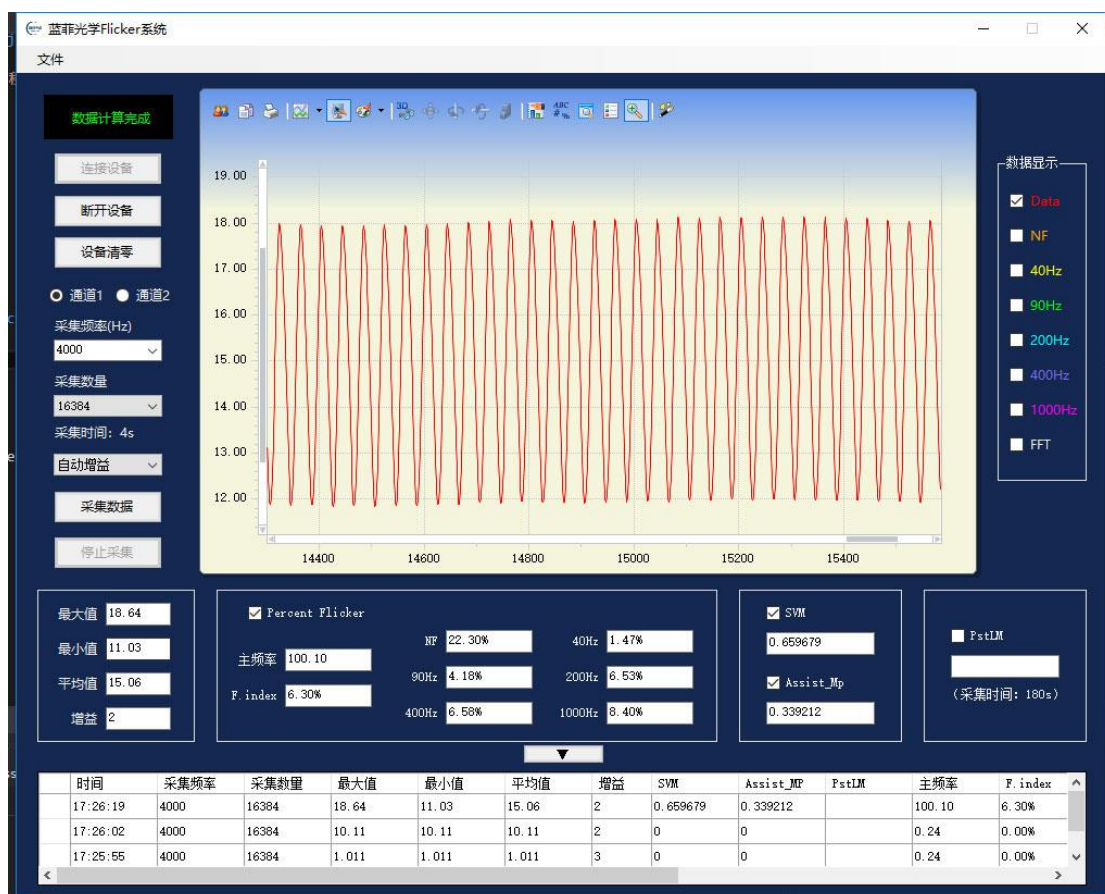 蓝菲光学Flicker系统
文件
数据计算完成
连接设备
断开设备
设备清零
通道1 通道2
采集频率(Hz)
4000
采集数量
16384
采集时间: 4s
自动增益
采集数据
停止采集
3D
ABC
# %
19.00
18.00
17.00
16.00
15.00
14.00
13.00
12.00
14400 14600 14800 15000 15200 15400
数据显示
Data
NF
40Hz
90Hz
200Hz
400Hz
1000Hz
FFT
最大值 18.64
最小值 11.03
平均值 15.06
增益 2
Percent Flicker
主频率 100.10
F.index 6.30%
NF 22.30% 40Hz 1.47%
90Hz 4.18% 200Hz 6.53%
400Hz 6.58% 1000Hz 8.40%
SVM
0.659679
Assist_Mp
0.339212
PstLM
(采集时间: 180s)
时间 采集频率 采集数量 最大值 最小值 平均值 增益 SVM Assist_MP PstLM 主频率 F.index
17:26:19 4000 16384 18.64 11.03 15.06 2 0.659679 0.339212 100.10 6.30%
17:26:02 4000 16384 10.11 10.11 10.11 2 0 0 0.24 0.00%
17:25:55 4000 16384 1.011 1.011 1.011 3 0 0 0.24 0.00%